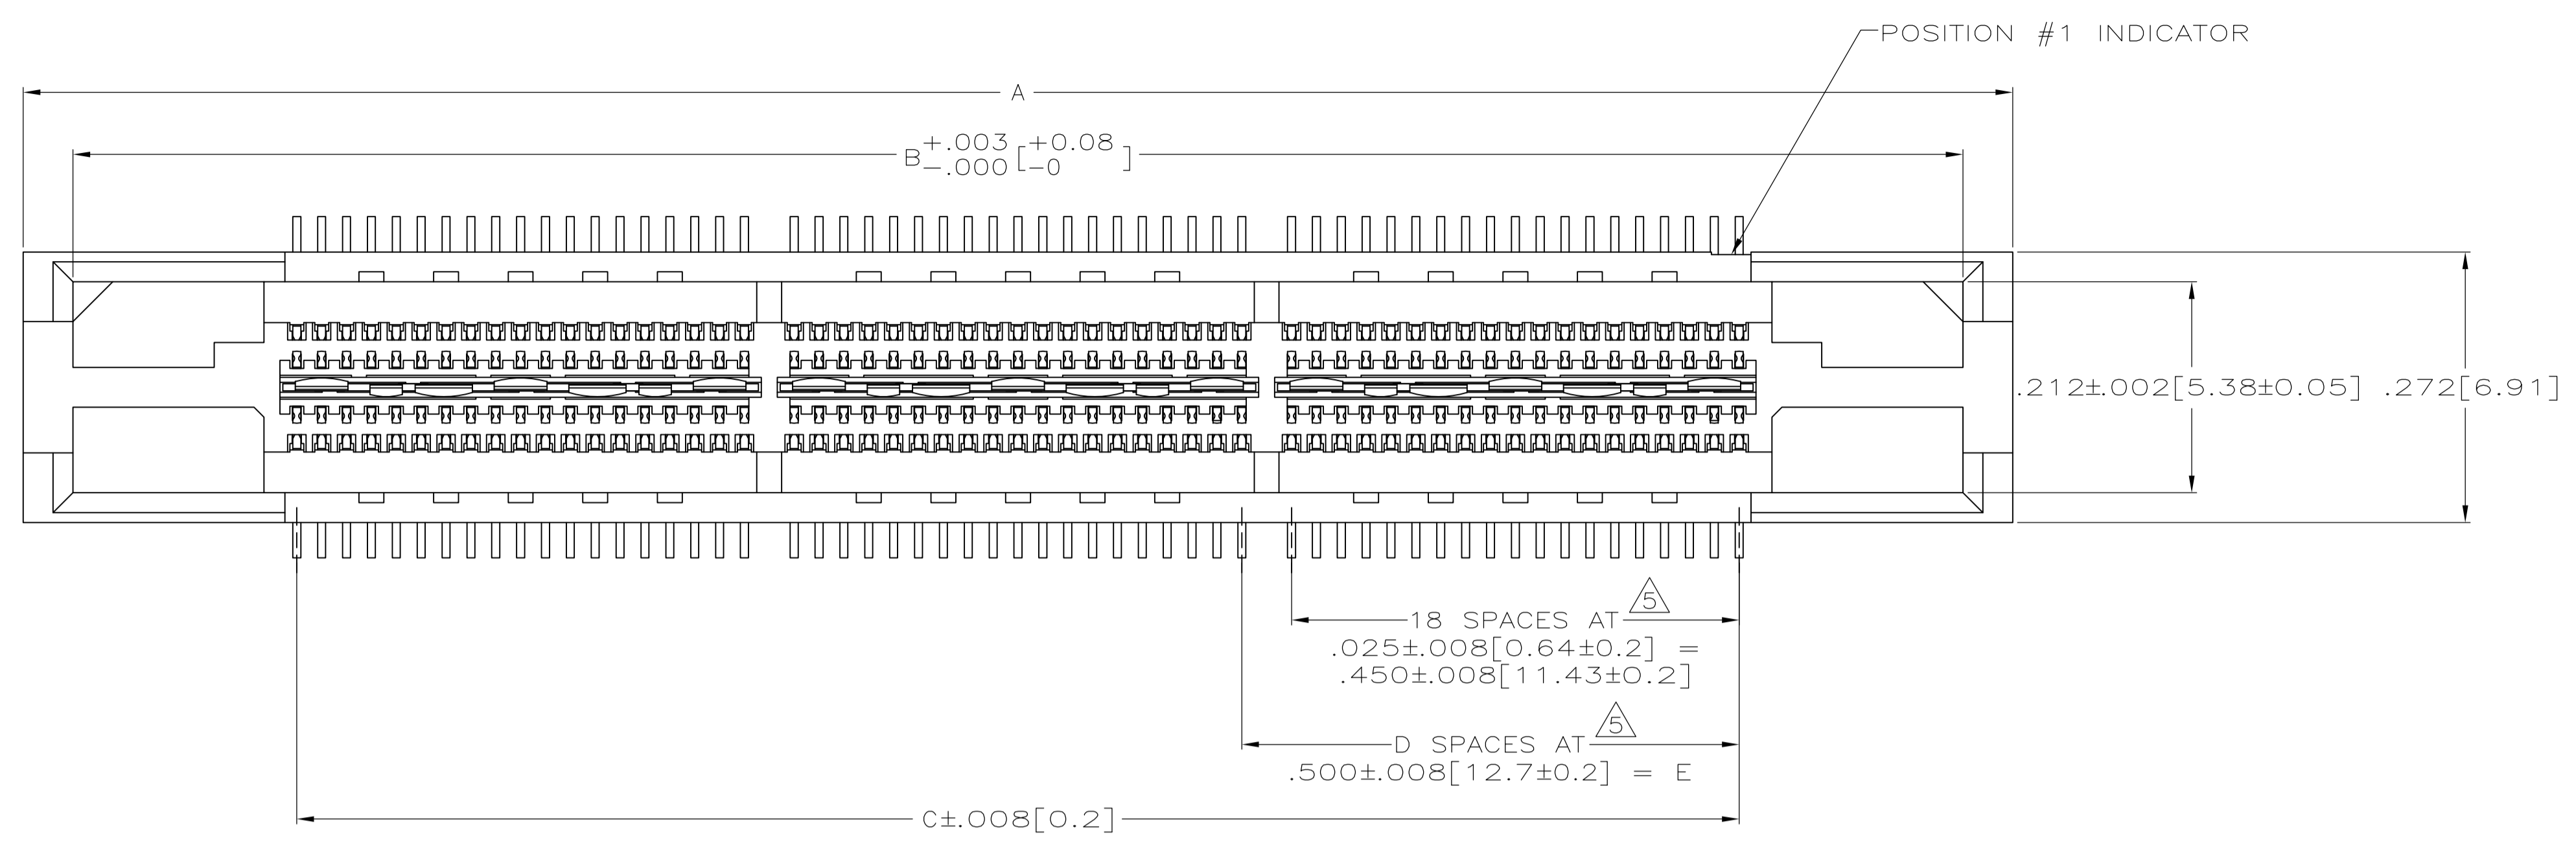 POSITION #1 INDICATOR
A
B+.003 [+0.08
-.000 [-0 ]
.212±.002[5.38±0.05] .272[6.91]
5
18 SPACES AT
.025±.008[0.64±0.2] =
.450±.008[11.43±0.2]
5
D SPACES AT
.500±.008[12.7±0.2] = E
C±.008[0.2]